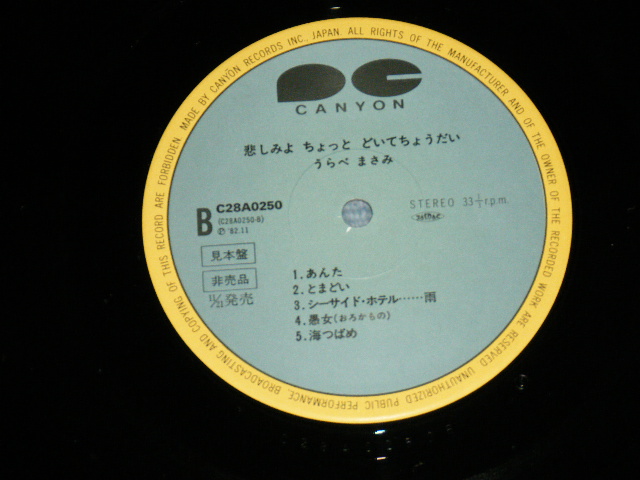 MADE BY CANYON RECORDS INC., JAPAN. ALL RIGHTS OF THE MANUFACTURER AND OF THE OWNER OF THE RECORDED WORK ARE RESERVED. UNAUTHORIZED PUBLIC PERFORMANCE, BROADCASTING AND COPYING OF THIS RECORD ARE FORBIDDEN.
CANYON
悲しみよ ちょっと どいてちょうだい
うらべ まさみ
B
C28A0250
(C28A0250-B)
Ⓟ '82.11
STEREO 33 1/3 r.p.m.
見本盤
非売品
11/21発売
1.あんた
2.とまどい
3.シーサイド・ホテル……雨
4.愚女(おろかもの)
5.海つばめ